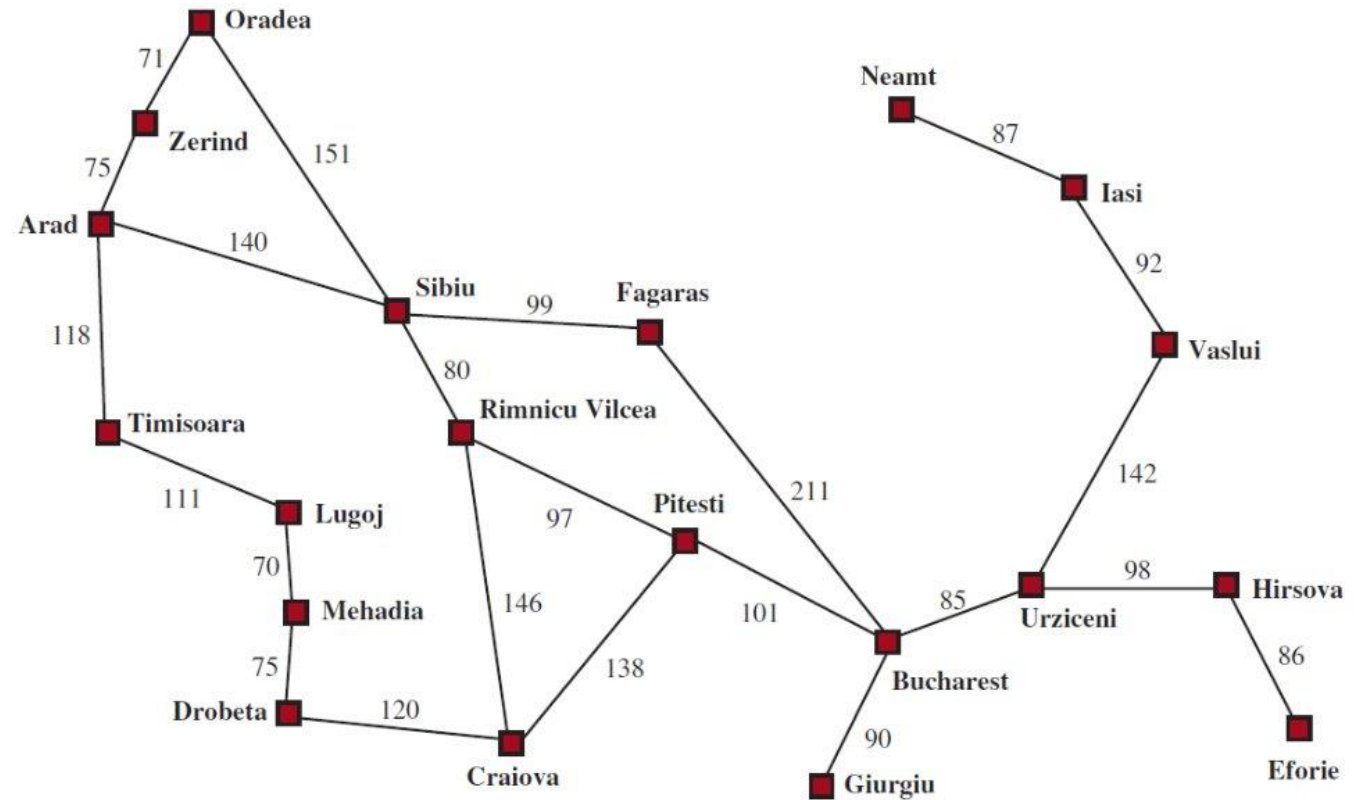 Oradea
71
Neamt
87
Zerind
151
75
Iasi
Arad
140
92
Sibiu
Fagaras
99
118
Vaslui
80
Timisoara
Rimnicu Vilcea
142
111
Lugoj
Pitesti
211
97
70
98
Mehadia
146
101
85
Hirsova
Urziceni
75
138
86
Bucharest
Drobeta
120
90
Craiova
Giurgiu
Eforie